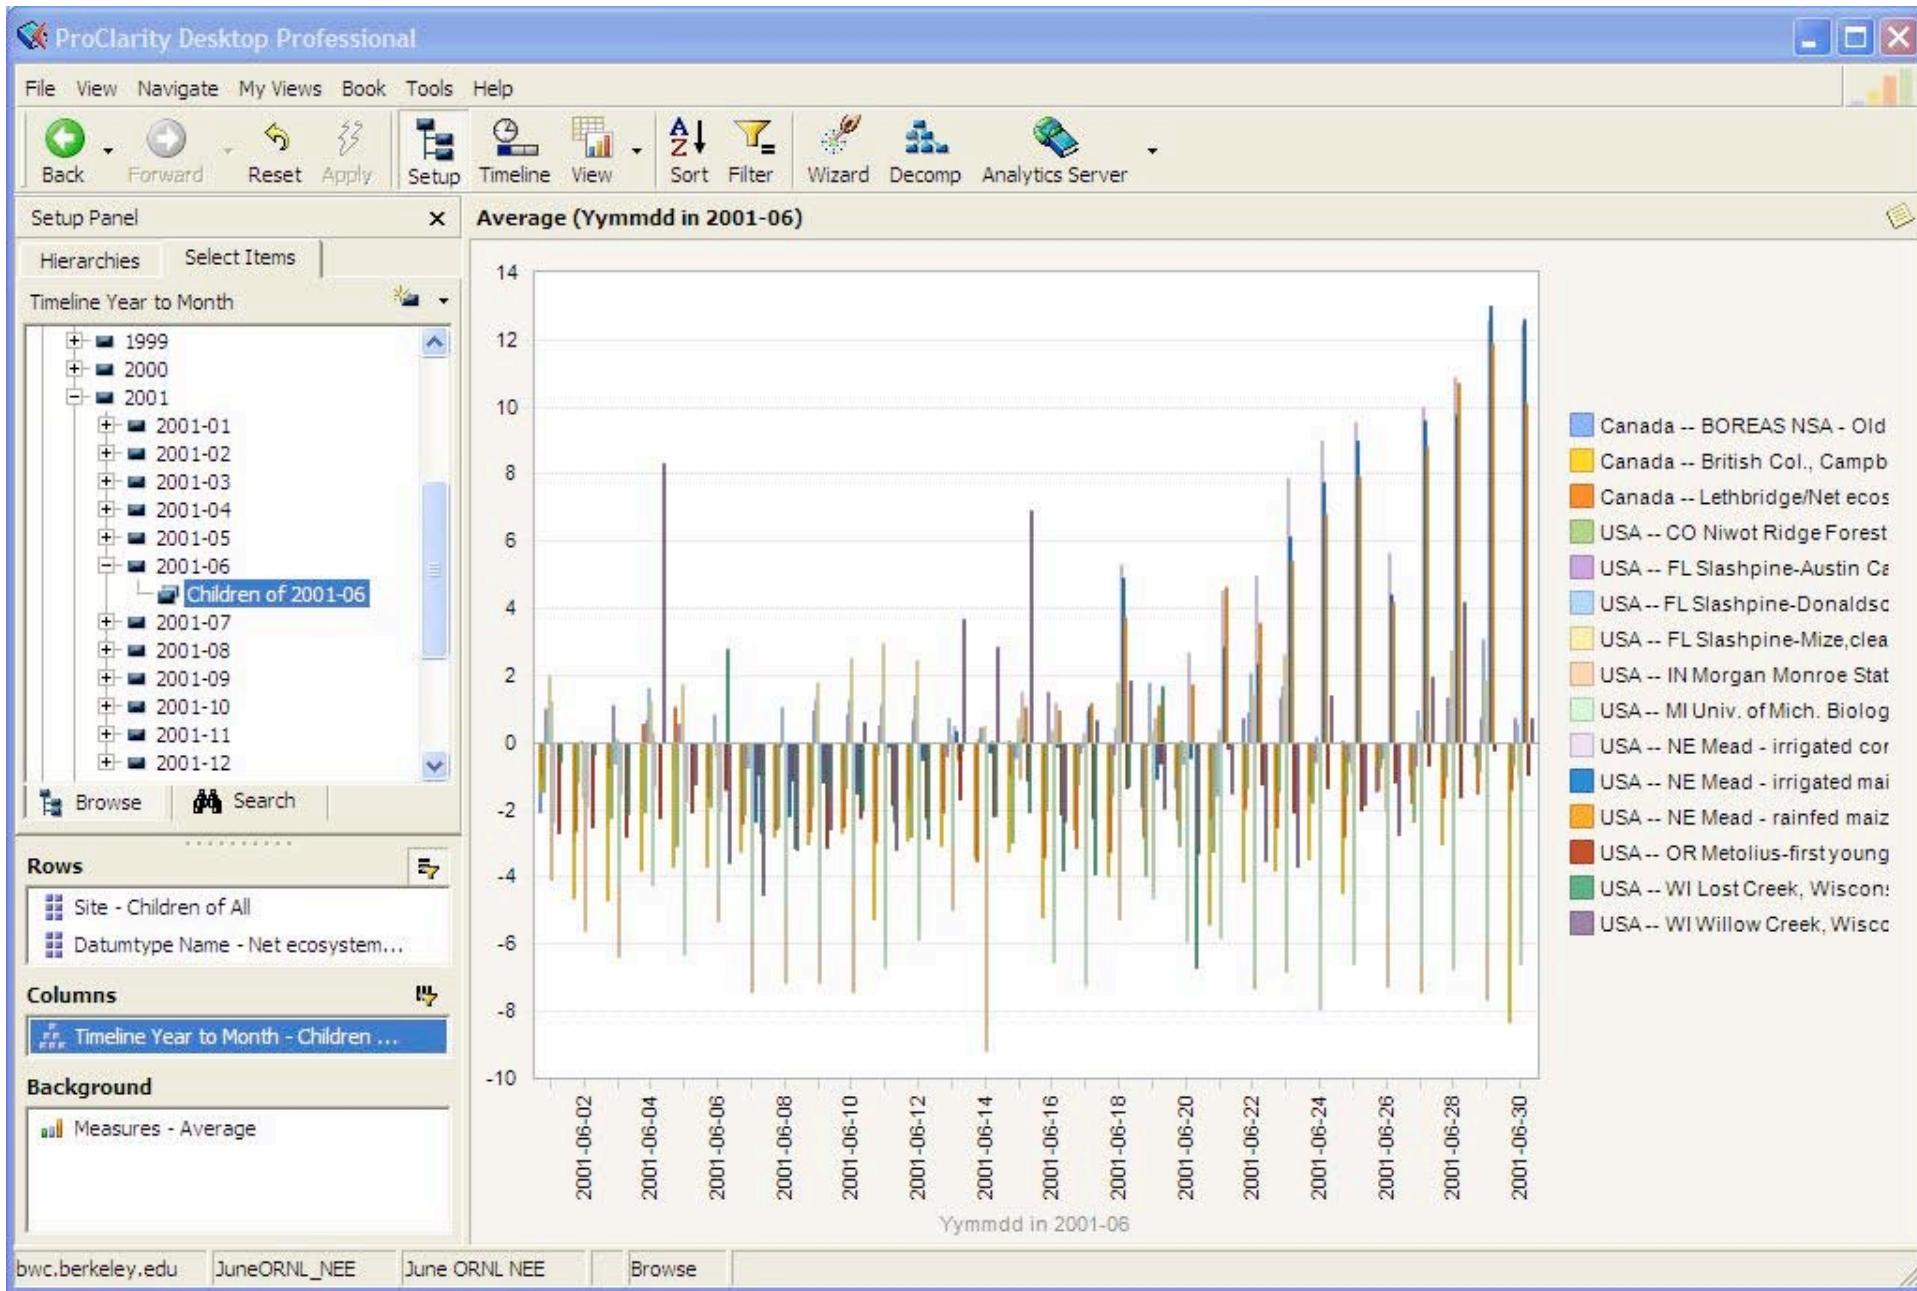 ProClarity Desktop Professional
File View Navigate My Views Book Tools Help
Back Forward Reset Apply Setup Timeline View Sort Filter Wizard Decomp Analytics Server
Setup Panel
Hierarchies Select Items
Timeline Year to Month
1999
2000
2001
2001-01
2001-02
2001-03
2001-04
2001-05
2001-06
Children of 2001-06
2001-07
2001-08
2001-09
2001-10
2001-11
2001-12
Browse Search
Rows
Site - Children of All
Datumtype Name - Net ecosystem...
Columns
Timeline Year to Month - Children ...
Background
Measures - Average
Average (Yymmdd in 2001-06)
14
12
10
8
6
4
2
0
-2
-4
-6
-8
-10
2001-06-02
2001-06-04
2001-06-06
2001-06-08
2001-06-10
2001-06-12
2001-06-14
2001-06-16
2001-06-18
2001-06-20
2001-06-22
2001-06-24
2001-06-26
2001-06-28
2001-06-30
Yymmdd in 2001-06
Canada -- BOREAS NSA - Old
Canada -- British Col., Campb
Canada -- Lethbridge/Net ecos
USA -- CO Niwot Ridge Forest
USA -- FL Slashpine-Austin Ca
USA -- FL Slashpine-Donaldsc
USA -- FL Slashpine-Mize,clea
USA -- IN Morgan Monroe Stat
USA -- MI Univ. of Mich. Biolog
USA -- NE Mead - irrigated cor
USA -- NE Mead - irrigated mai
USA -- NE Mead - rainfed maiz
USA -- OR Metolius-first young
USA -- WI Lost Creek, Wiscon
USA -- WI Willow Creek, Wiscc
bwc.berkeley.edu JuneORNL_NEE June ORNL NEE Browse